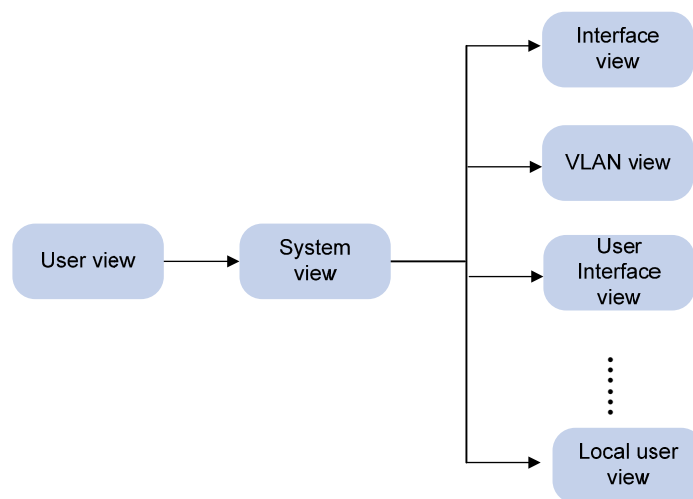 Interface
view
VLAN view
User view
System
view
User
Interface
view
Local user
view